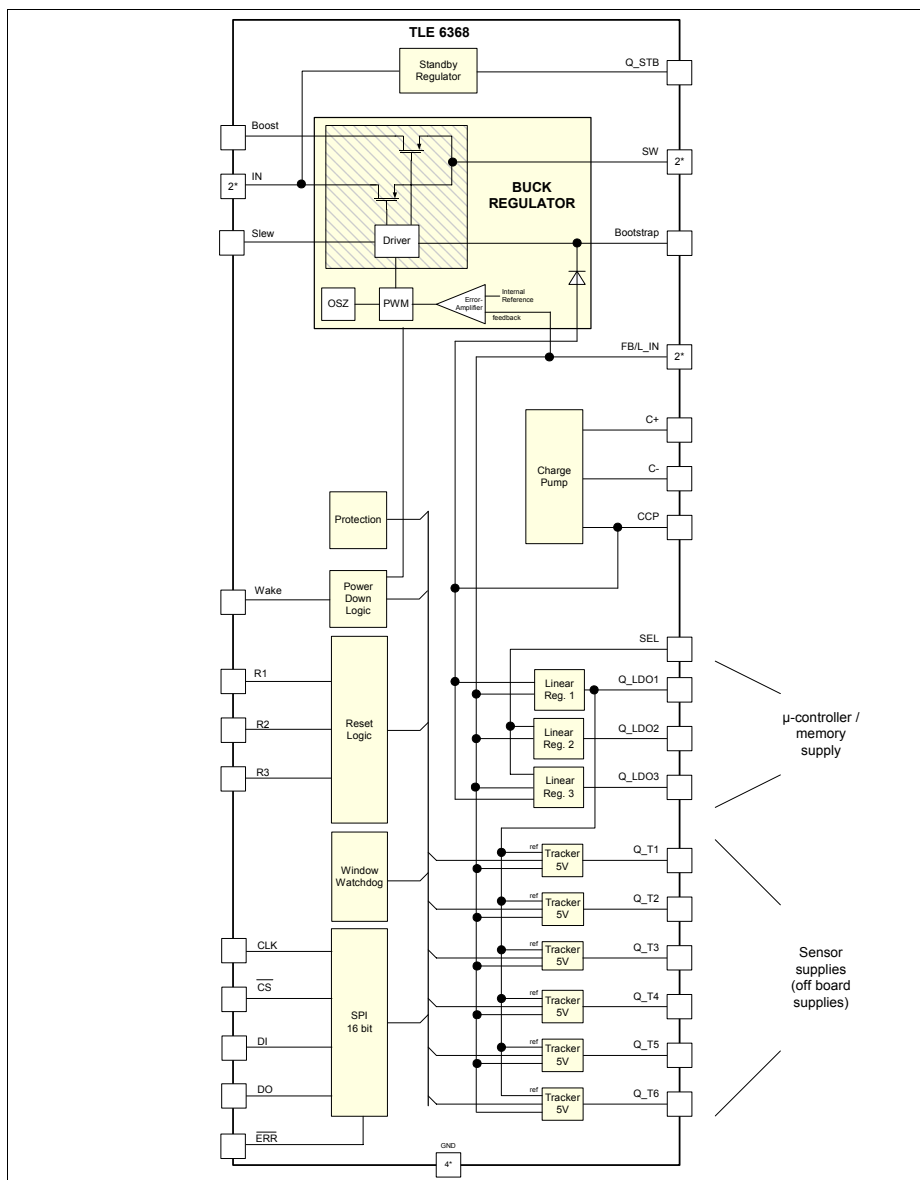 TLE 6368
Standby
Regulator
Q_STB
Boost
2*
IN
SW
2*
BUCK
REGULATOR
Slew
Driver
Bootstrap
OSZ
PWM
Error-
Amplifier
Internal
Reference
feedback
FB/L_IN
2*
C+
Charge
Pump
C-
CCP
Protection
Wake
Power
Down
Logic
SEL
R1
Linear
Reg. 1
Q_LDO1
R2
Reset
Logic
Linear
Reg. 2
Q_LDO2
µ-controller /
memory
supply
R3
Linear
Reg. 3
Q_LDO3
Window
Watchdog
ref
Tracker
5V
Q_T1
ref
Tracker
5V
Q_T2
CLK
ref
Tracker
5V
Q_T3
Sensor
supplies
(off board
supplies)
CS
SPI
16 bit
ref
Tracker
5V
Q_T4
DI
ref
Tracker
5V
Q_T5
DO
ref
Tracker
5V
Q_T6
ERR
GND
4*